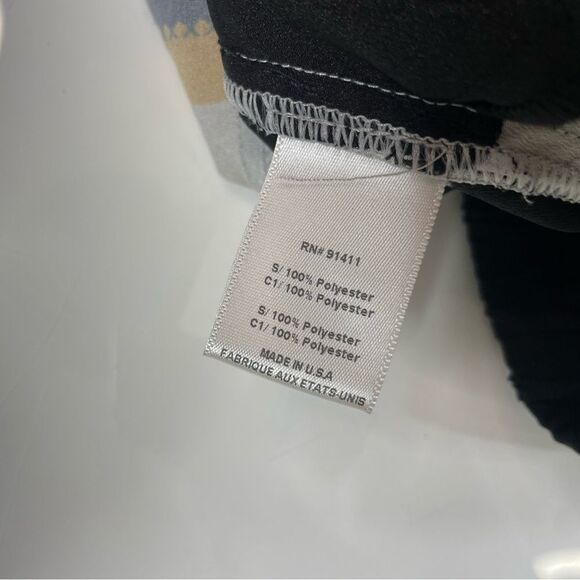 RN# 91411
S/ 100% Polyester
C1/ 100% Polyester
S/ 100% Polyester
C1/ 100% Polyester
MADE IN U.S.A
FABRIQUE AUX ETATS-UNIS